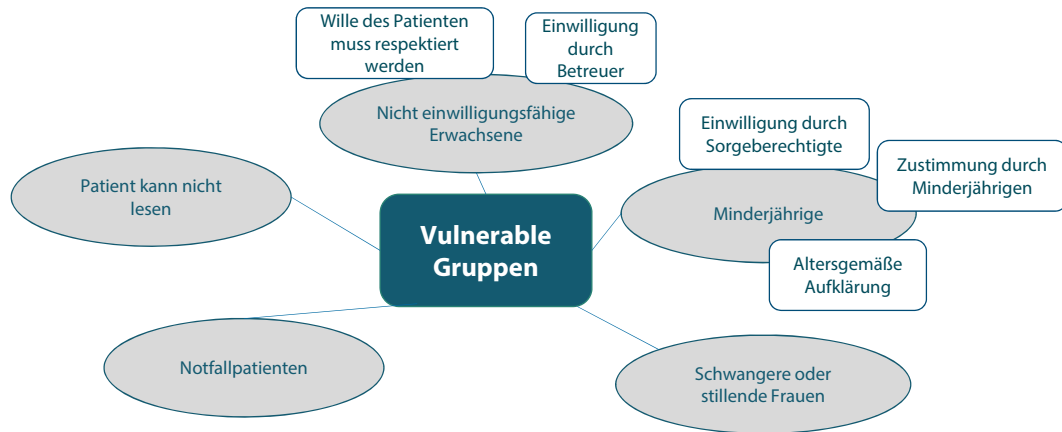 Wille des Patienten
muss respektiert
werden
Einwilligung
durch
Betreuer
Nicht einwilligungsfähige
Erwachsene
Einwilligung durch
Sorgeberechtigte
Zustimmung durch
Minderjährigen
Patient kann nicht
lesen
Minderjährige
Vulnerable
Gruppen
Altersgemäße
Aufklärung
Notfallpatienten
Schwangere oder
stillende Frauen